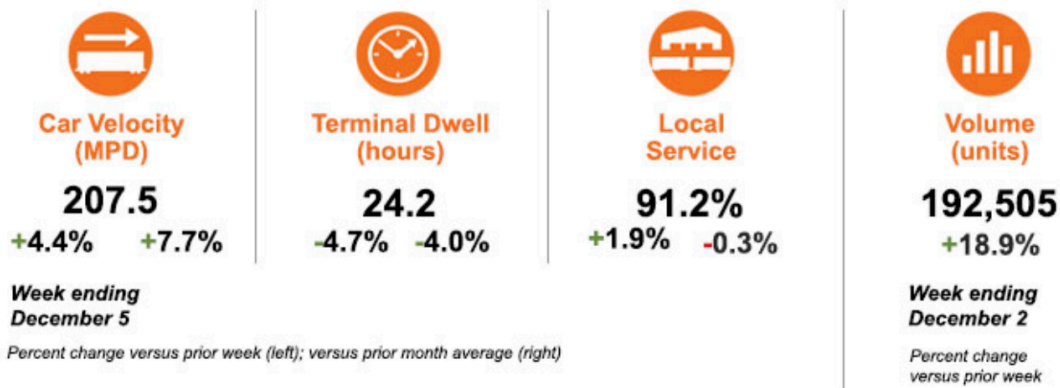 Car Velocity
(MPD)
207.5
+4.4% +7.7%
Terminal Dwell
(hours)
24.2
-4.7% -4.0%
Local
Service
91.2%
+1.9% -0.3%
Week ending
December 5
Percent change versus prior week (left); versus prior month average (right)
Volume
(units)
192,505
+18.9%
Week ending
December 2
Percent change
versus prior week